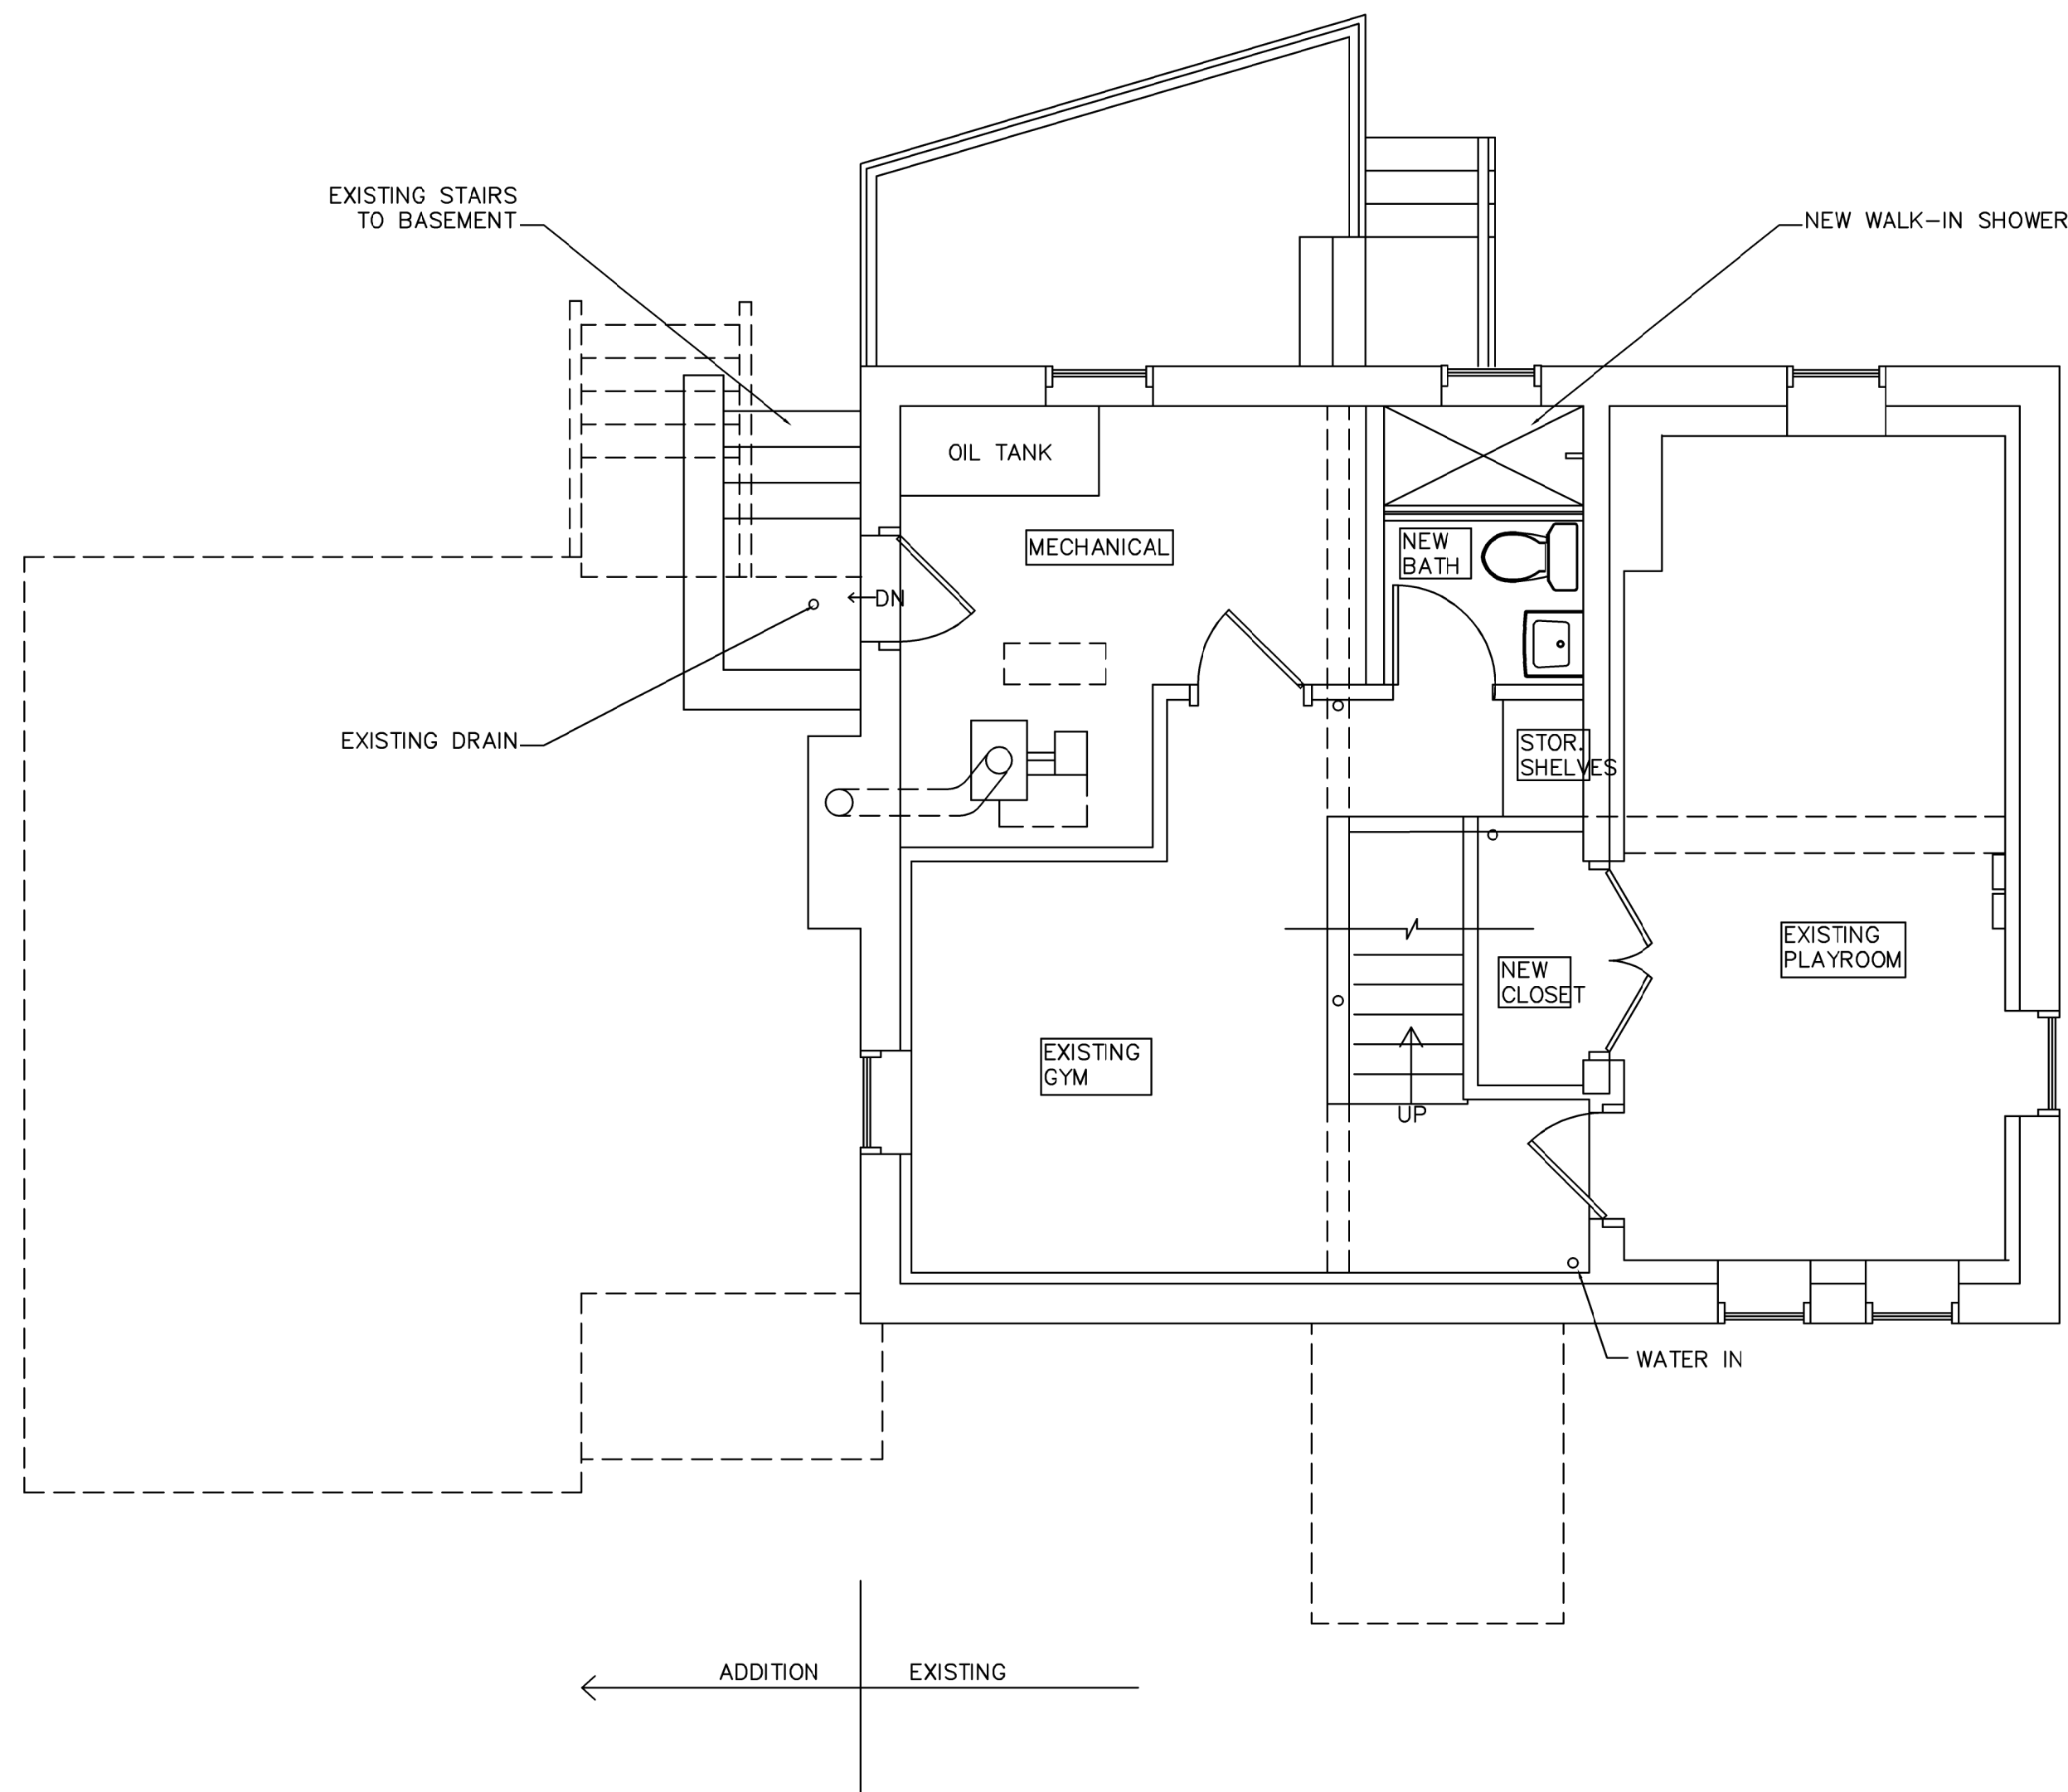 EXISTING STAIRS
TO BASEMENT
NEW WALK-IN SHOWER
OIL TANK
MECHANICAL
NEW
BATH
DN
EXISTING DRAIN
STOR.
SHELVES
EXISTING
PLAYROOM
NEW
CLOSET
EXISTING
GYM
UP
WATER IN
ADDITION
EXISTING